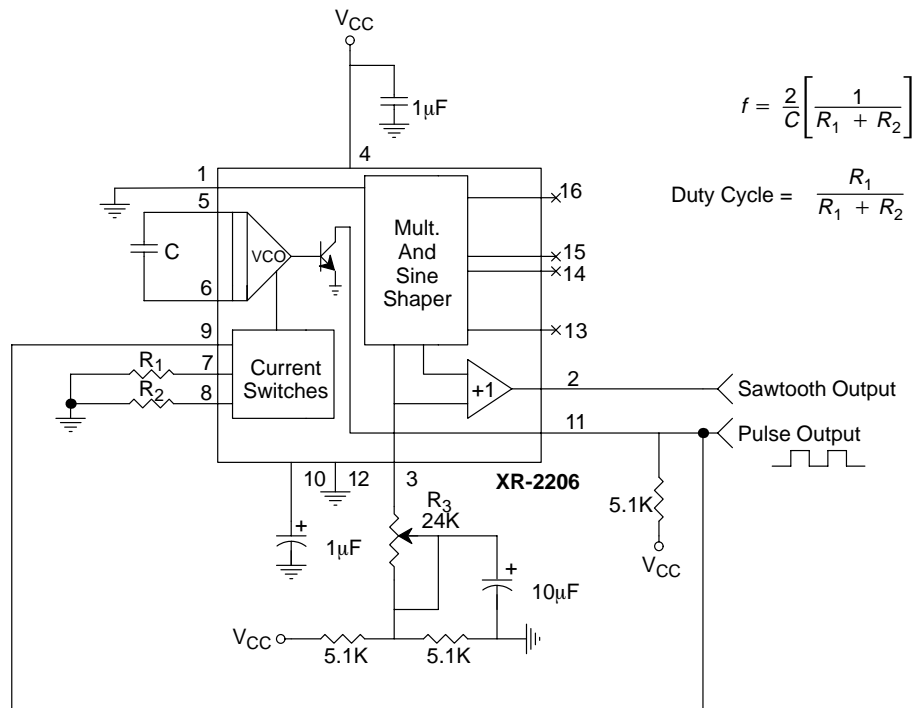 VCC
1µF
4
1
16
5
Mult.
And
Sine
Shaper
VCO
C
15
14
6
13
9
R1
7
Current
Switches
R2
8
+1
2
Sawtooth Output
11
Pulse Output
10
12
3
XR-2206
R3
24K
5.1K
+
1µF
+
10µF
VCC
VCC
5.1K
5.1K
f = 2/C [ 1 / (R1 + R2) ]
Duty Cycle = R1 / (R1 + R2)